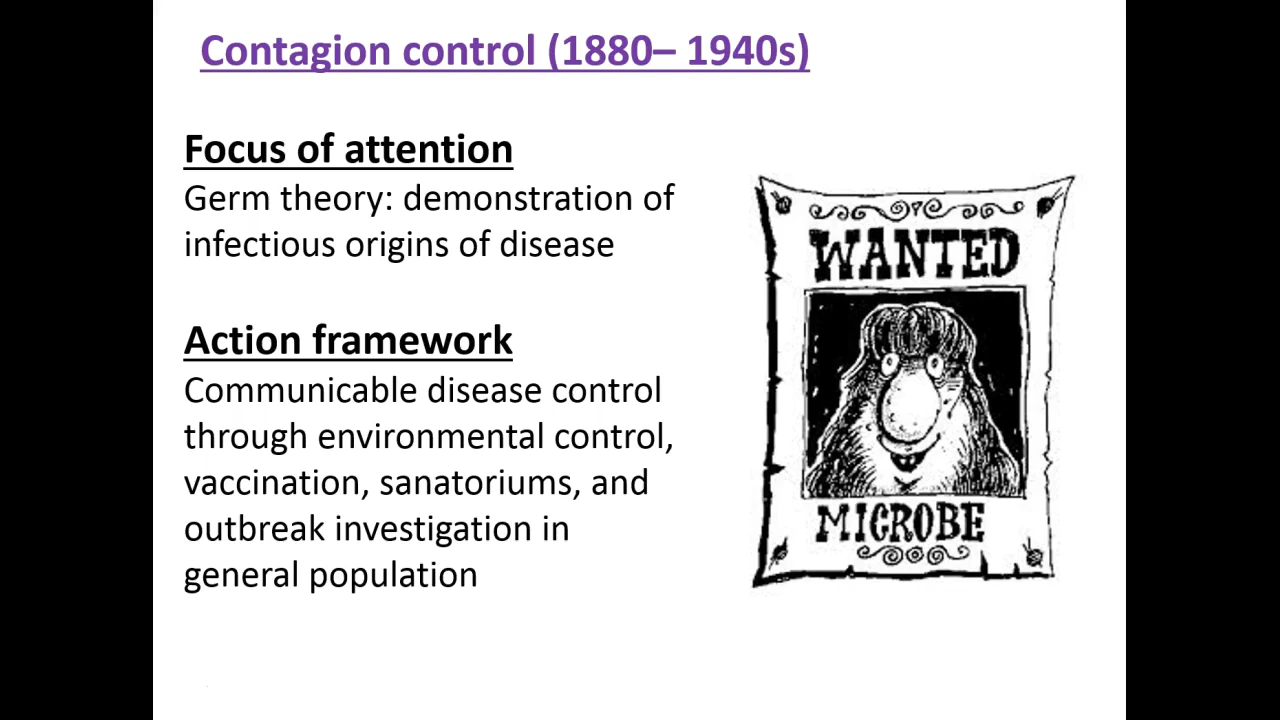 Contagion control (1880– 1940s)
Focus of attention
Germ theory: demonstration of
infectious origins of disease
Action framework
Communicable disease control
through environmental control,
vaccination, sanatoriums, and
outbreak investigation in
general population
WANTED
MICROBE